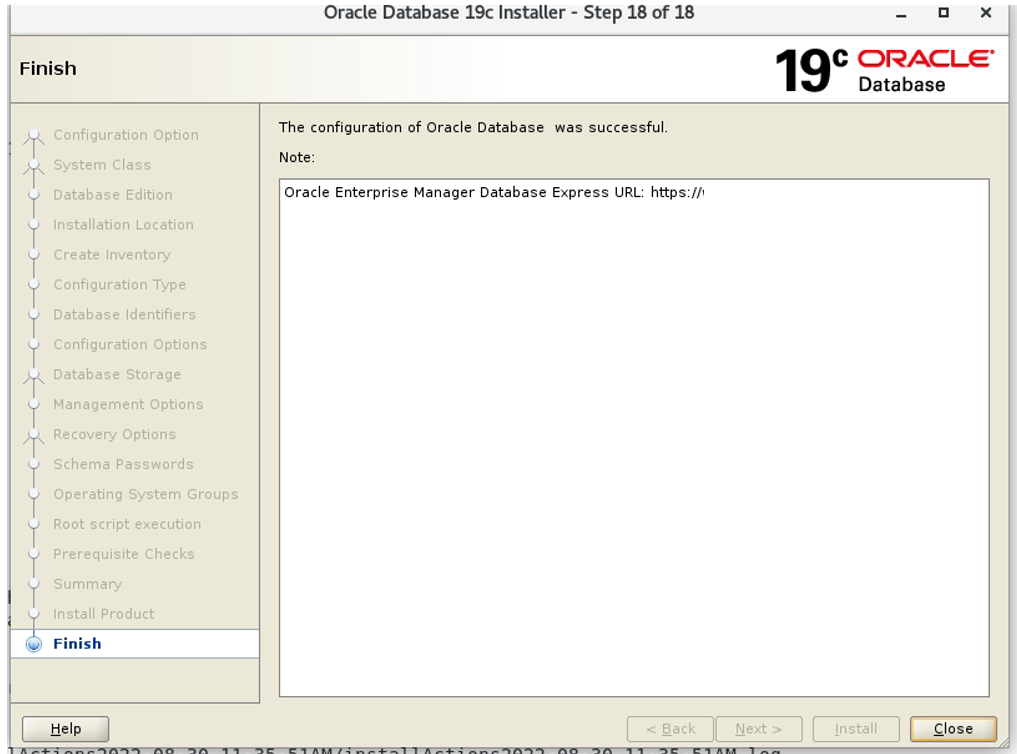 Oracle Database 19c Installer - Step 18 of 18
Finish
19c ORACLE
Database
Configuration Option
System Class
Database Edition
Installation Location
Create Inventory
Configuration Type
Database Identifiers
Configuration Options
Database Storage
Management Options
Recovery Options
Schema Passwords
Operating System Groups
Root script execution
Prerequisite Checks
Summary
Install Product
Finish
The configuration of Oracle Database was successful.
Note:
Oracle Enterprise Manager Database Express URL: https://
Help
< Back
Next >
Install
Close
lActions2022-08-30_11-35-51AM/installActions2022-08-30_11-35-51AM.log